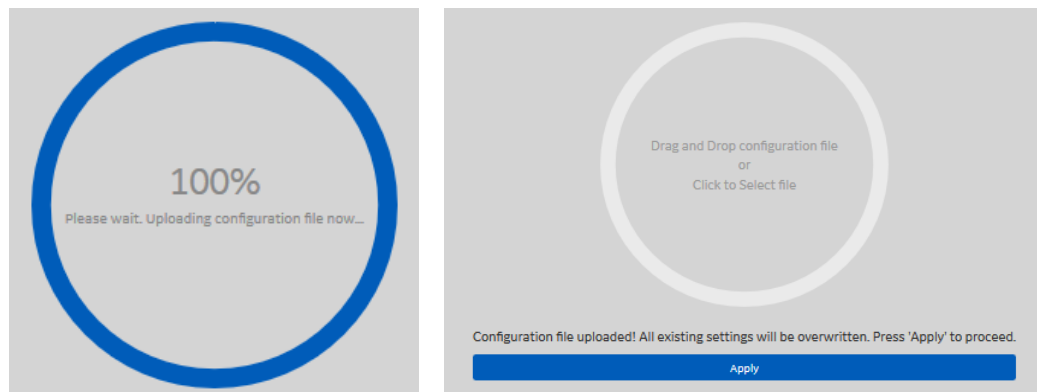 100%
Please wait. Uploading configuration file now...
Drag and Drop configuration file
or
Click to Select file
Configuration file uploaded! All existing settings will be overwritten. Press 'Apply' to proceed.
Apply